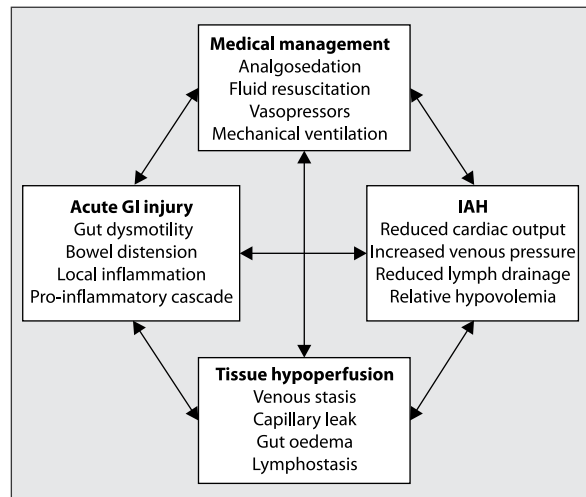 Medical management
Analgosedation
Fluid resuscitation
Vasopressors
Mechanical ventilation
Acute GI injury
Gut dysmotility
Bowel distension
Local inflammation
Pro-inflammatory cascade
IAH
Reduced cardiac output
Increased venous pressure
Reduced lymph drainage
Relative hypovolemia
Tissue hypoperfusion
Venous stasis
Capillary leak
Gut oedema
Lymphostasis